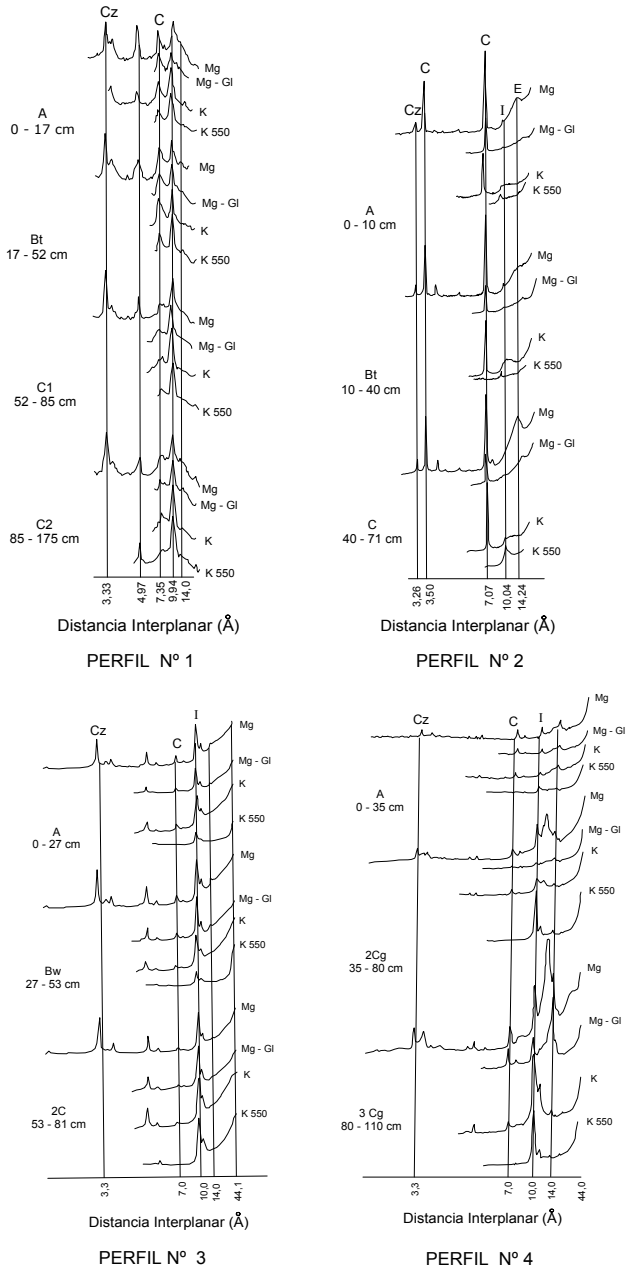 Cz
C
Mg
Mg - Gl
K
K 550
A
0 - 17 cm
Mg
Mg - Gl
K
K 550
Bt
17 - 52 cm
Mg
Mg - Gl
K
K 550
C1
52 - 85 cm
Mg
Mg - Gl
K
K 550
C2
85 - 175 cm
3,33
4,97
7,35
9,94
14,0
Distancia Interplanar (Å)
PERFIL Nº 1
C
C
Cz
I
E
Mg
Mg - Gl
K
K 550
A
0 - 10 cm
Mg
Mg - Gl
K
K 550
Bt
10 - 40 cm
Mg
Mg - Gl
K
K 550
C
40 - 71 cm
3,26
3,50
7,07
10,04
14,24
Distancia Interplanar (Å)
PERFIL Nº 2
Cz
C
I
Mg
Mg - Gl
K
K 550
A
0 - 27 cm
Mg
Mg - Gl
K
K 550
Bw
27 - 53 cm
Mg
Mg - Gl
K
K 550
2C
53 - 81 cm
3,3
7,0
10,0
14,0
44,1
Distancia Interplanar (Å)
PERFIL Nº 3
Cz
C
I
Mg
Mg - Gl
K
K 550
A
0 - 35 cm
Mg
Mg - Gl
K
K 550
2Cg
35 - 80 cm
Mg
Mg - Gl
K
K 550
3 Cg
80 - 110 cm
3,3
7,0
10,0
14,0
44,0
Distancia Interplanar (Å)
PERFIL Nº 4